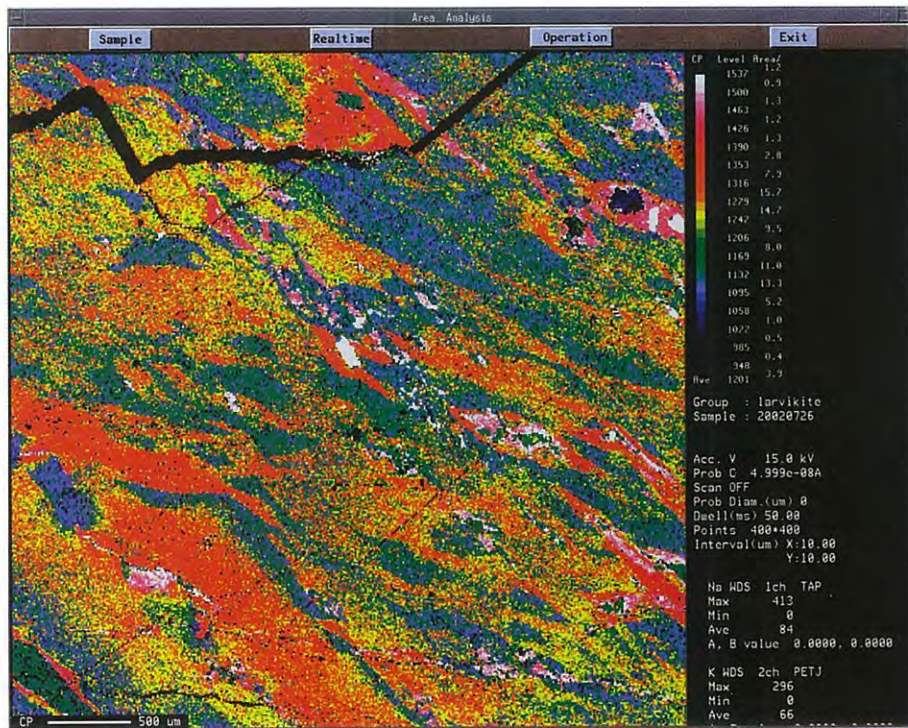 Area Analysis
Sample Realtime Operation Exit
CP Level Area%
1.2
1537
0.9
1500
1.3
1463
1.2
1426
1.3
1390
2.8
1353
7.9
1316
15.7
1279
14.7
1242
9.5
1206
8.0
1169
11.0
1132
13.3
1095
5.2
1058
1.0
1022
0.5
985
0.4
948
3.9
Ave 1201
Group : larvikite
Sample : 20020726
Acc. V 15.0 kV
Prob C 4.999e-08A
Scan OFF
Prob Diam.(um) 0
Dwell(ms) 50.00
Points 400*400
Interval(um) X:10.00
Y:10.00
Na WDS 1ch TAP
Max 413
Min 0
Ave 84
A, B value 0.0000, 0.0000
K WDS 2ch PETJ
Max 296
Min 0
Ave 66
CP 500 um